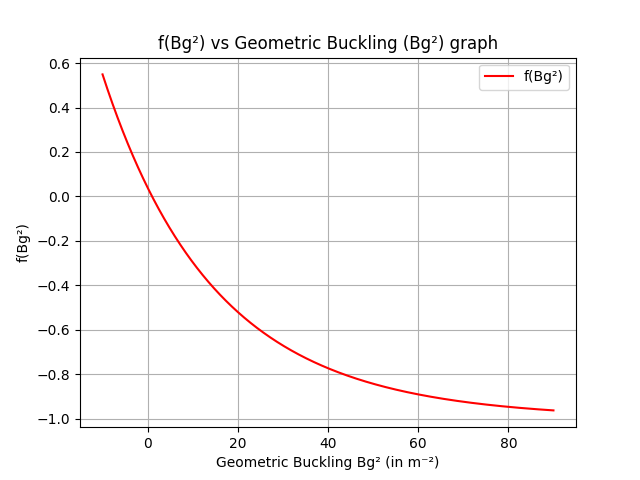 f(Bg²) vs Geometric Buckling (Bg²) graph
f(Bg²)
0.6
0.4
0.2
0.0
−0.2
−0.4
−0.6
−0.8
−1.0
f(Bg²)
0 20 40 60 80
Geometric Buckling Bg² (in m⁻²)